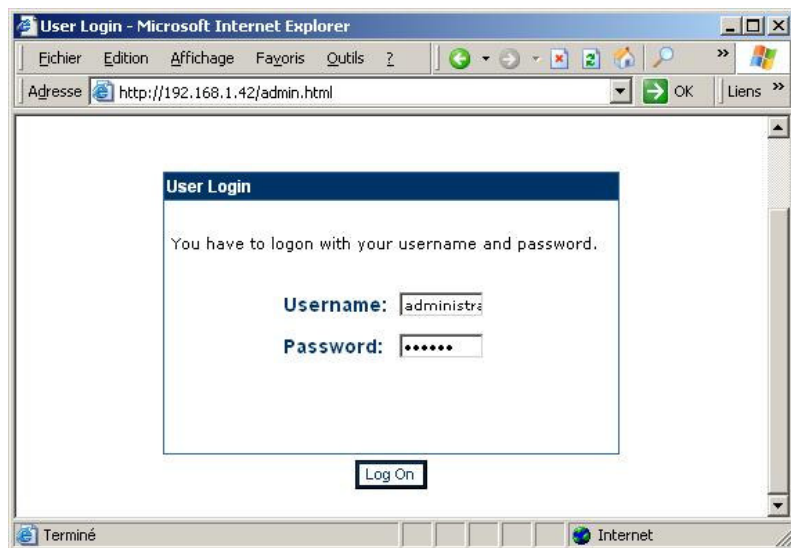 User Login - Microsoft Internet Explorer
Fichier Edition Affichage Favoris Outils ? »
Adresse http://192.168.1.42/admin.html OK Liens »
User Login
You have to logon with your username and password.
Username: administra
Password: ••••••
Log On
Terminé Internet